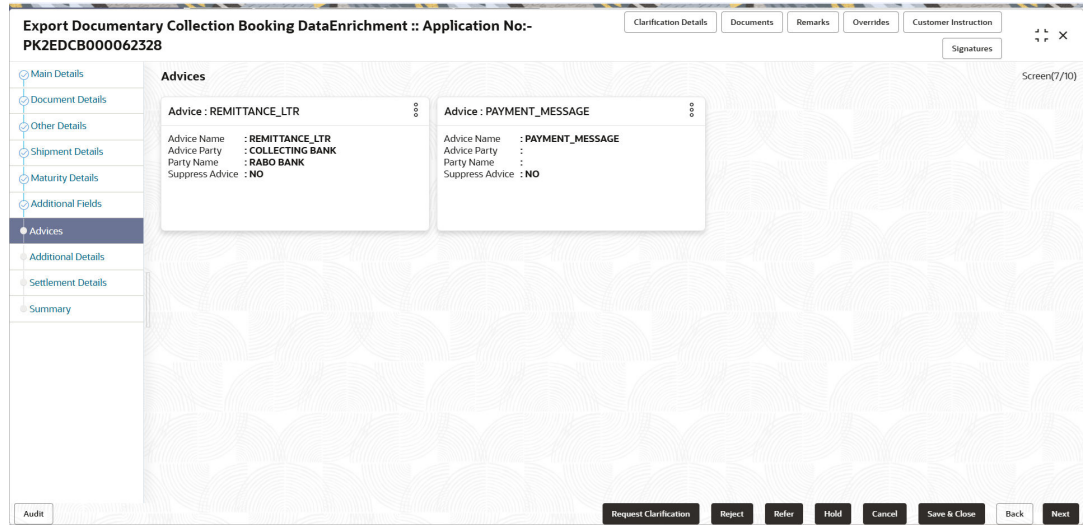 Export Documentary Collection Booking DataEnrichment :: Application No:-
PK2EDCB000062328
Clarification Details
Documents
Remarks
Overrides
Customer Instruction
Signatures
Main Details
Document Details
Other Details
Shipment Details
Maturity Details
Additional Fields
Advices
Additional Details
Settlement Details
Summary
Advices
Screen(7/10)
Advice : REMITTANCE_LTR
Advice Name : REMITTANCE_LTR
Advice Party : COLLECTING BANK
Party Name : RABO BANK
Suppress Advice : NO
Advice : PAYMENT_MESSAGE
Advice Name : PAYMENT_MESSAGE
Advice Party :
Party Name :
Suppress Advice : NO
Audit
Request Clarification
Reject
Refer
Hold
Cancel
Save & Close
Back
Next